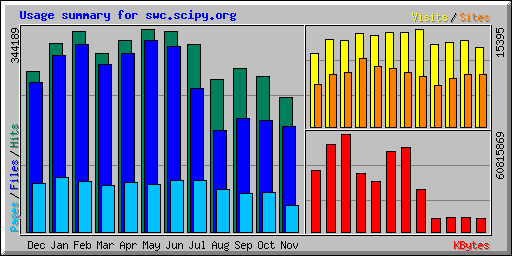 Usage summary for swc.scipy.org
Visits / Sites
344189
15395
Pages / Files / Hits
60815869
Dec Jan Feb Mar Apr May Jun Jul Aug Sep Oct Nov
KBytes